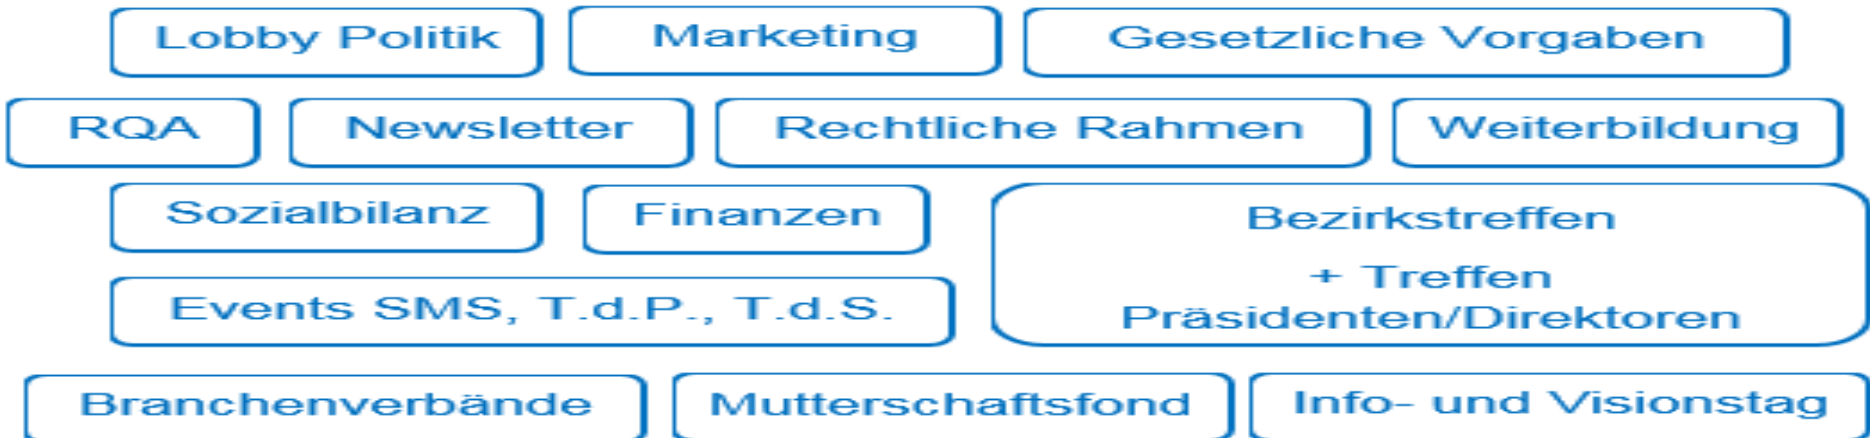 Lobby Politik
Marketing
Gesetzliche Vorgaben
RQA
Newsletter
Rechtliche Rahmen
Weiterbildung
Sozialbilanz
Finanzen
Bezirkstreffen
+ Treffen
Präsidenten/Direktoren
Events SMS, T.d.P., T.d.S.
Branchenverbände
Mutterschaftsfond
Info- und Visionstag